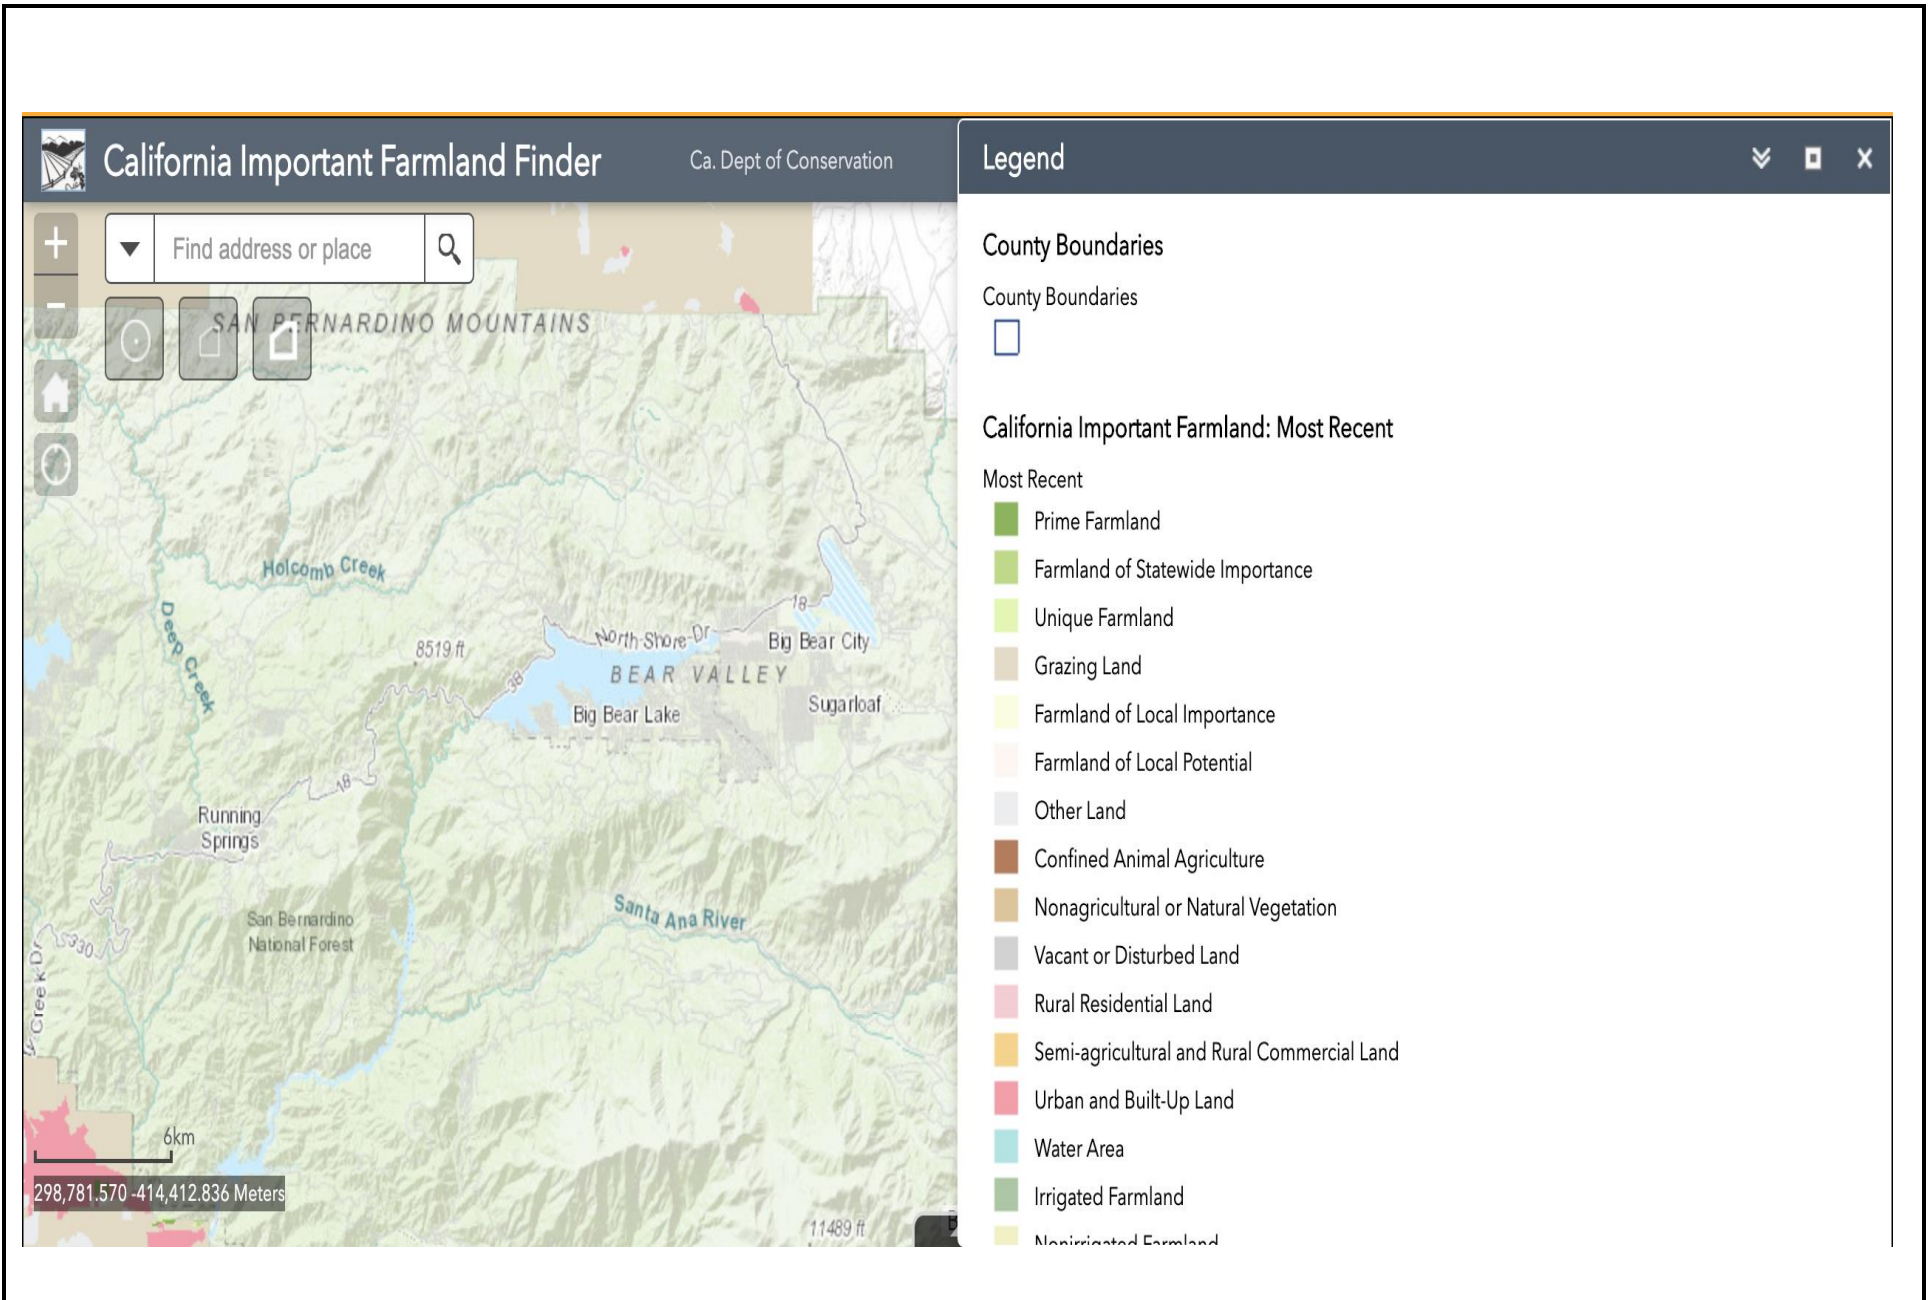 California Important Farmland Finder
Ca. Dept of Conservation
Legend
Find address or place
SAN BERNARDINO MOUNTAINS
Holcomb Creek
Deep Creek
8519 ft
North-Shore-Dr
18
Big Bear City
BEAR VALLEY
38
Big Bear Lake
Sugarloaf
18
Running
Springs
San Bernardino
National Forest
Santa Ana River
330
Creek Dr
6km
298,781.570 -414,412.836 Meters
11489 ft
County Boundaries
County Boundaries
California Important Farmland: Most Recent
Most Recent
Prime Farmland
Farmland of Statewide Importance
Unique Farmland
Grazing Land
Farmland of Local Importance
Farmland of Local Potential
Other Land
Confined Animal Agriculture
Nonagricultural or Natural Vegetation
Vacant or Disturbed Land
Rural Residential Land
Semi-agricultural and Rural Commercial Land
Urban and Built-Up Land
Water Area
Irrigated Farmland
Nonirrigated Farmland